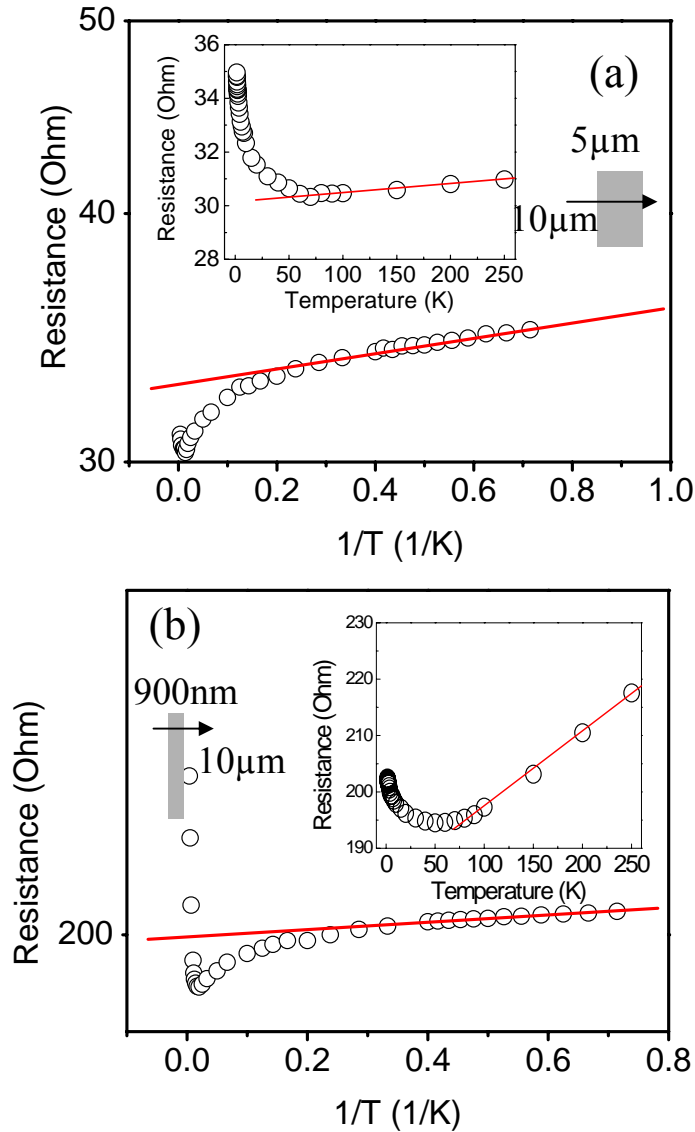 50
40
30
Resistance (Ohm)
0.0 0.2 0.4 0.6 0.8 1.0
1/T (1/K)
(a)
5µm
10µm
36
34
32
30
28
Resistance (Ohm)
0 50 100 150 200 250
Temperature (K)
(b)
900nm
10µm
200
Resistance (Ohm)
0.0 0.2 0.4 0.6 0.8
1/T (1/K)
230
220
210
200
190
Resistance (Ohm)
0 50 100 150 200 250
Temperature (K)